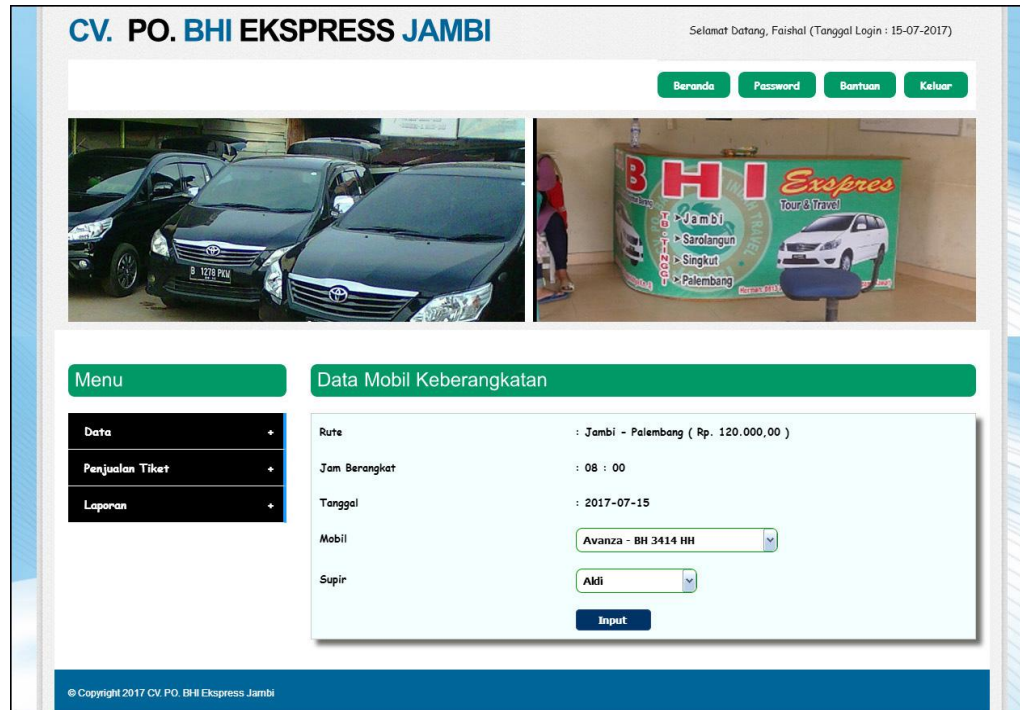 CV. PO. BHI EKSPRESS JAMBI
Selamat Datang, Faishal (Tanggal Login : 15-07-2017)
Beranda Password Bantuan Keluar
B 1278 PKW
B H I Exspres
Tour & Travel
TB.TINGGI
Jambi
Sarolangun
Singkut
Palembang
Menu
Data Mobil Keberangkatan
Data +
Penjualan Tiket +
Laporan +
Rute : Jambi - Palembang ( Rp. 120.000,00 )
Jam Berangkat : 08 : 00
Tanggal : 2017-07-15
Mobil Avanza - BH 3414 HH
Supir Aldi
Input
© Copyright 2017 CV. PO. BHI Ekspress Jambi